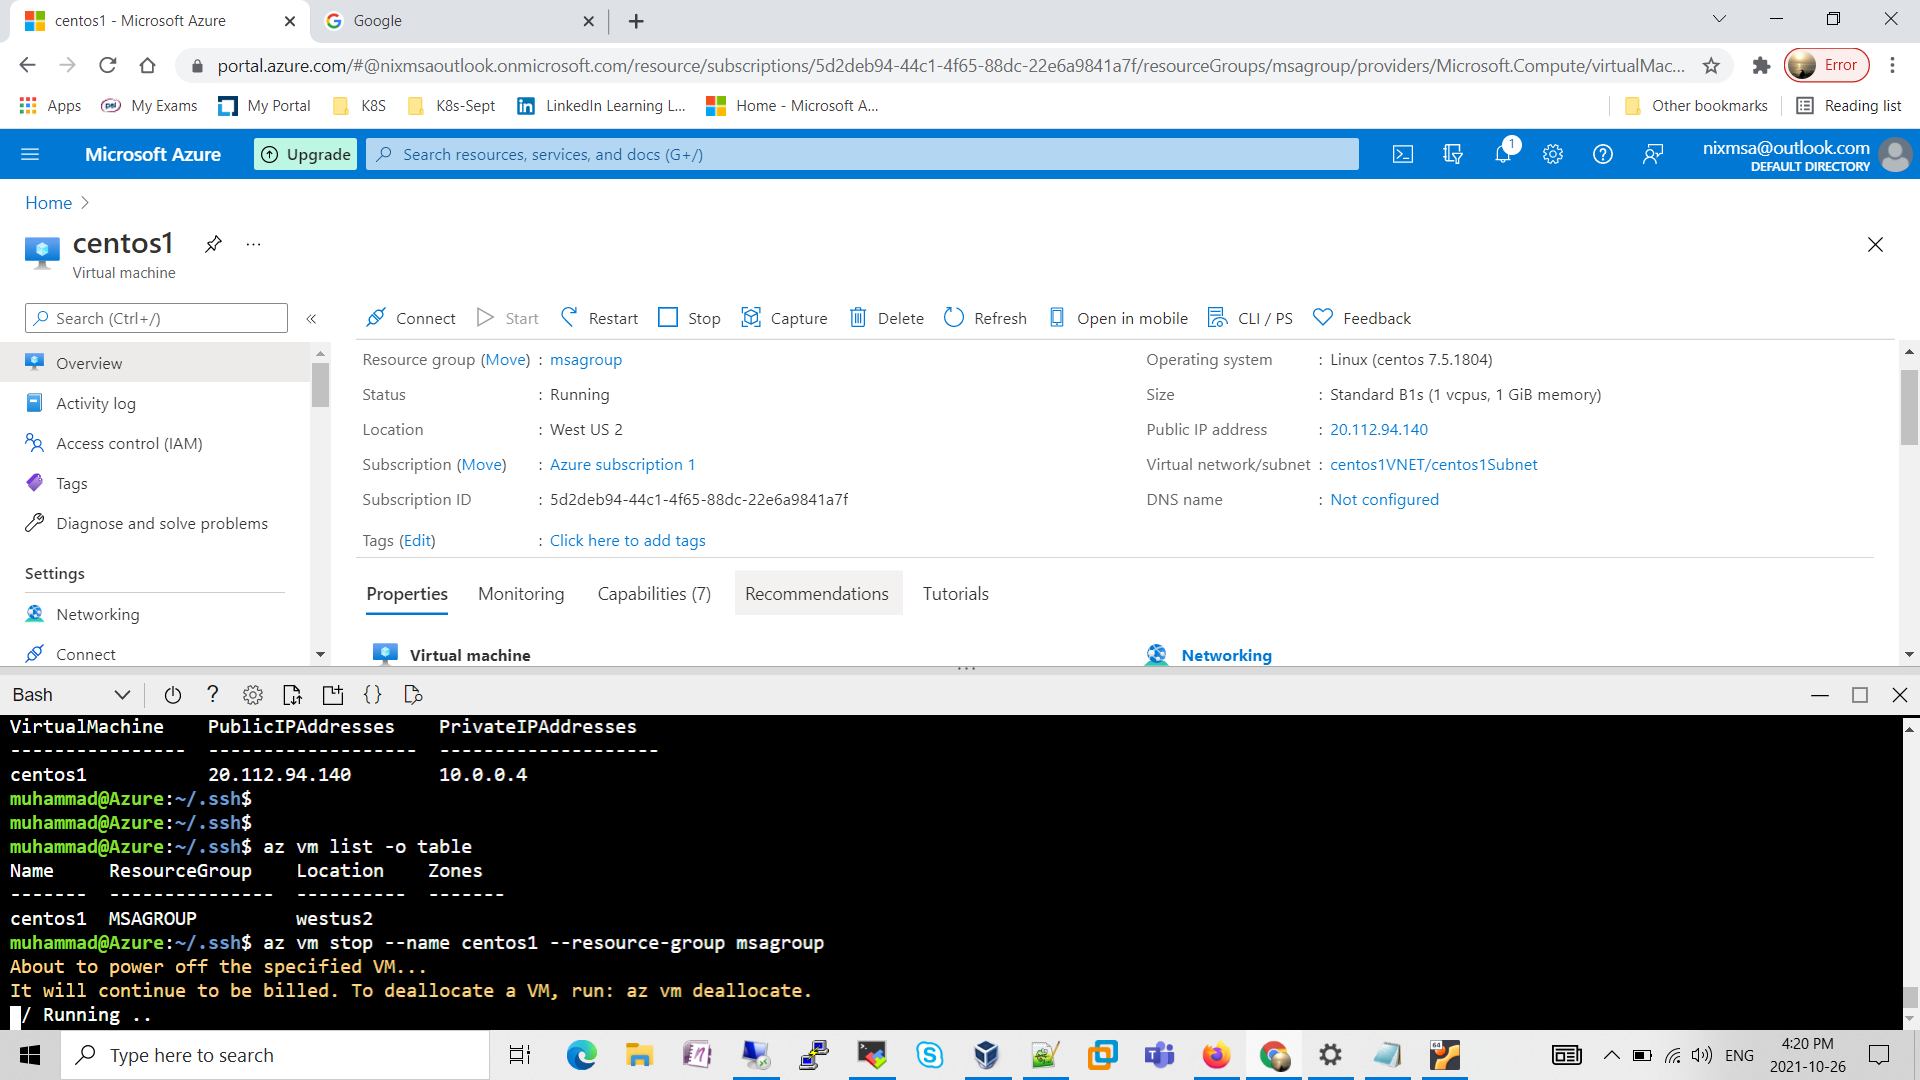 centos1 - Microsoft Azure
Google
portal.azure.com/#@nixmsaoutlook.onmicrosoft.com/resource/subscriptions/5d2deb94-44c1-4f65-88dc-22e6a9841a7f/resourceGroups/msagroup/providers/Microsoft.Compute/virtualMac...
Error
Apps
psi
My Exams
My Portal
K8S
K8s-Sept
LinkedIn Learning L...
Home - Microsoft A...
Other bookmarks
Reading list
Microsoft Azure
Upgrade
Search resources, services, and docs (G+/)
1
nixmsa@outlook.com
DEFAULT DIRECTORY
Home
centos1
...
Virtual machine
Search (Ctrl+/)
«
Connect
Start
Restart
Stop
Capture
Delete
Refresh
Open in mobile
CLI / PS
Feedback
Overview
Activity log
Access control (IAM)
Tags
Diagnose and solve problems
Settings
Networking
Connect
Resource group (Move) : msagroup
Status : Running
Location : West US 2
Subscription (Move) : Azure subscription 1
Subscription ID : 5d2deb94-44c1-4f65-88dc-22e6a9841a7f
Tags (Edit) : Click here to add tags
Operating system : Linux (centos 7.5.1804)
Size : Standard B1s (1 vcpus, 1 GiB memory)
Public IP address : 20.112.94.140
Virtual network/subnet : centos1VNET/centos1Subnet
DNS name : Not configured
Properties
Monitoring
Capabilities (7)
Recommendations
Tutorials
Virtual machine
Networking
Bash
?
{ }
VirtualMachine    PublicIPAddresses    PrivateIPAddresses
----------------  -------------------  --------------------
centos1           20.112.94.140        10.0.0.4
muhammad@Azure:~/.ssh$
muhammad@Azure:~/.ssh$
muhammad@Azure:~/.ssh$ az vm list -o table
Name     ResourceGroup    Location    Zones
-------  ---------------  ----------  -------
centos1  MSAGROUP         westus2
muhammad@Azure:~/.ssh$ az vm stop --name centos1 --resource-group msagroup
About to power off the specified VM...
It will continue to be billed. To deallocate a VM, run: az vm deallocate.
/ Running ..
Type here to search
64
ENG
4:20 PM
2021-10-26